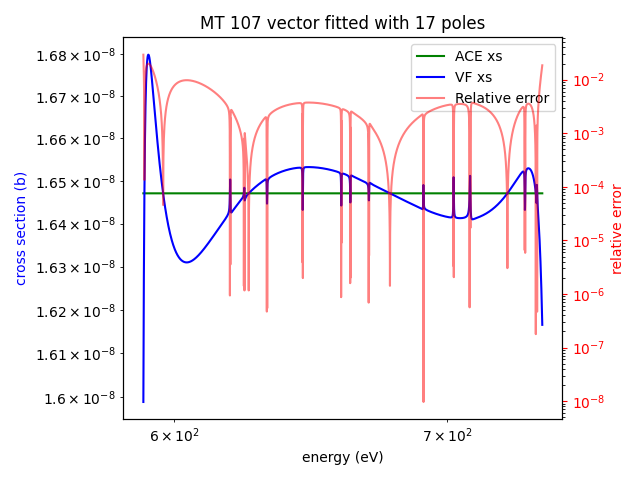 MT 107 vector fitted with 17 poles
ACE xs
VF xs
Relative error
1.68 × 10⁻⁸
1.67 × 10⁻⁸
1.66 × 10⁻⁸
1.65 × 10⁻⁸
1.64 × 10⁻⁸
1.63 × 10⁻⁸
1.62 × 10⁻⁸
1.61 × 10⁻⁸
1.6 × 10⁻⁸
cross section (b)
10⁻²
10⁻³
10⁻⁴
10⁻⁵
10⁻⁶
10⁻⁷
10⁻⁸
relative error
6 × 10²
7 × 10²
energy (eV)